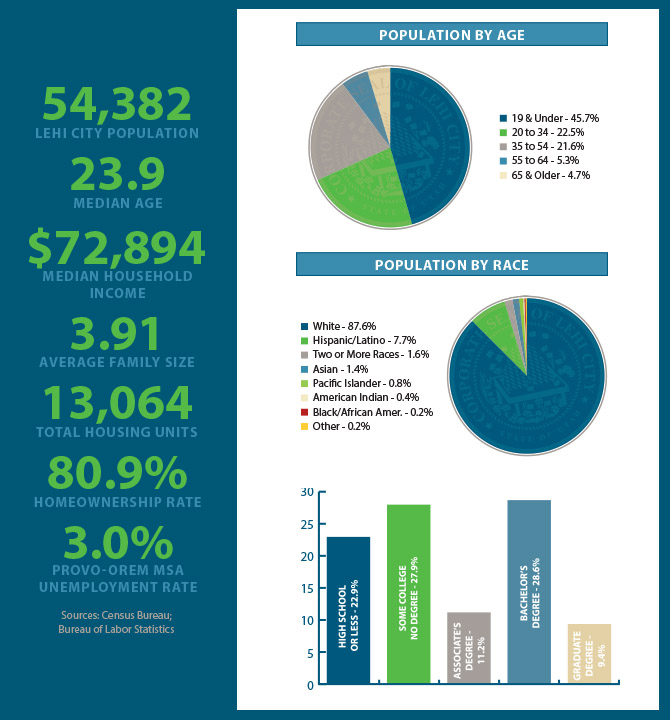 54,382
LEHI CITY POPULATION
23.9
MEDIAN AGE
$72,894
MEDIAN HOUSEHOLD
INCOME
3.91
AVERAGE FAMILY SIZE
13,064
TOTAL HOUSING UNITS
80.9%
HOMEOWNERSHIP RATE
3.0%
PROVO-OREM MSA
UNEMPLOYMENT RATE
Sources: Census Bureau;
Bureau of Labor Statistics
POPULATION BY AGE
19 & Under - 45.7%
20 to 34 - 22.5%
35 to 54 - 21.6%
55 to 64 - 5.3%
65 & Older - 4.7%
POPULATION BY RACE
White - 87.6%
Hispanic/Latino - 7.7%
Two or More Races - 1.6%
Asian - 1.4%
Pacific Islander - 0.8%
American Indian - 0.4%
Black/African Amer. - 0.2%
Other - 0.2%
SEAL OF LEHI CITY
CORPORATE
30
25
20
15
10
5
0
HIGH SCHOOL
OR LESS - 22.9%
SOME COLLEGE
NO DEGREE - 27.9%
ASSOCIATE'S
DEGREE -
11.2%
BACHELOR'S
DEGREE - 28.6%
GRADUATE
DEGREE -
9.4%